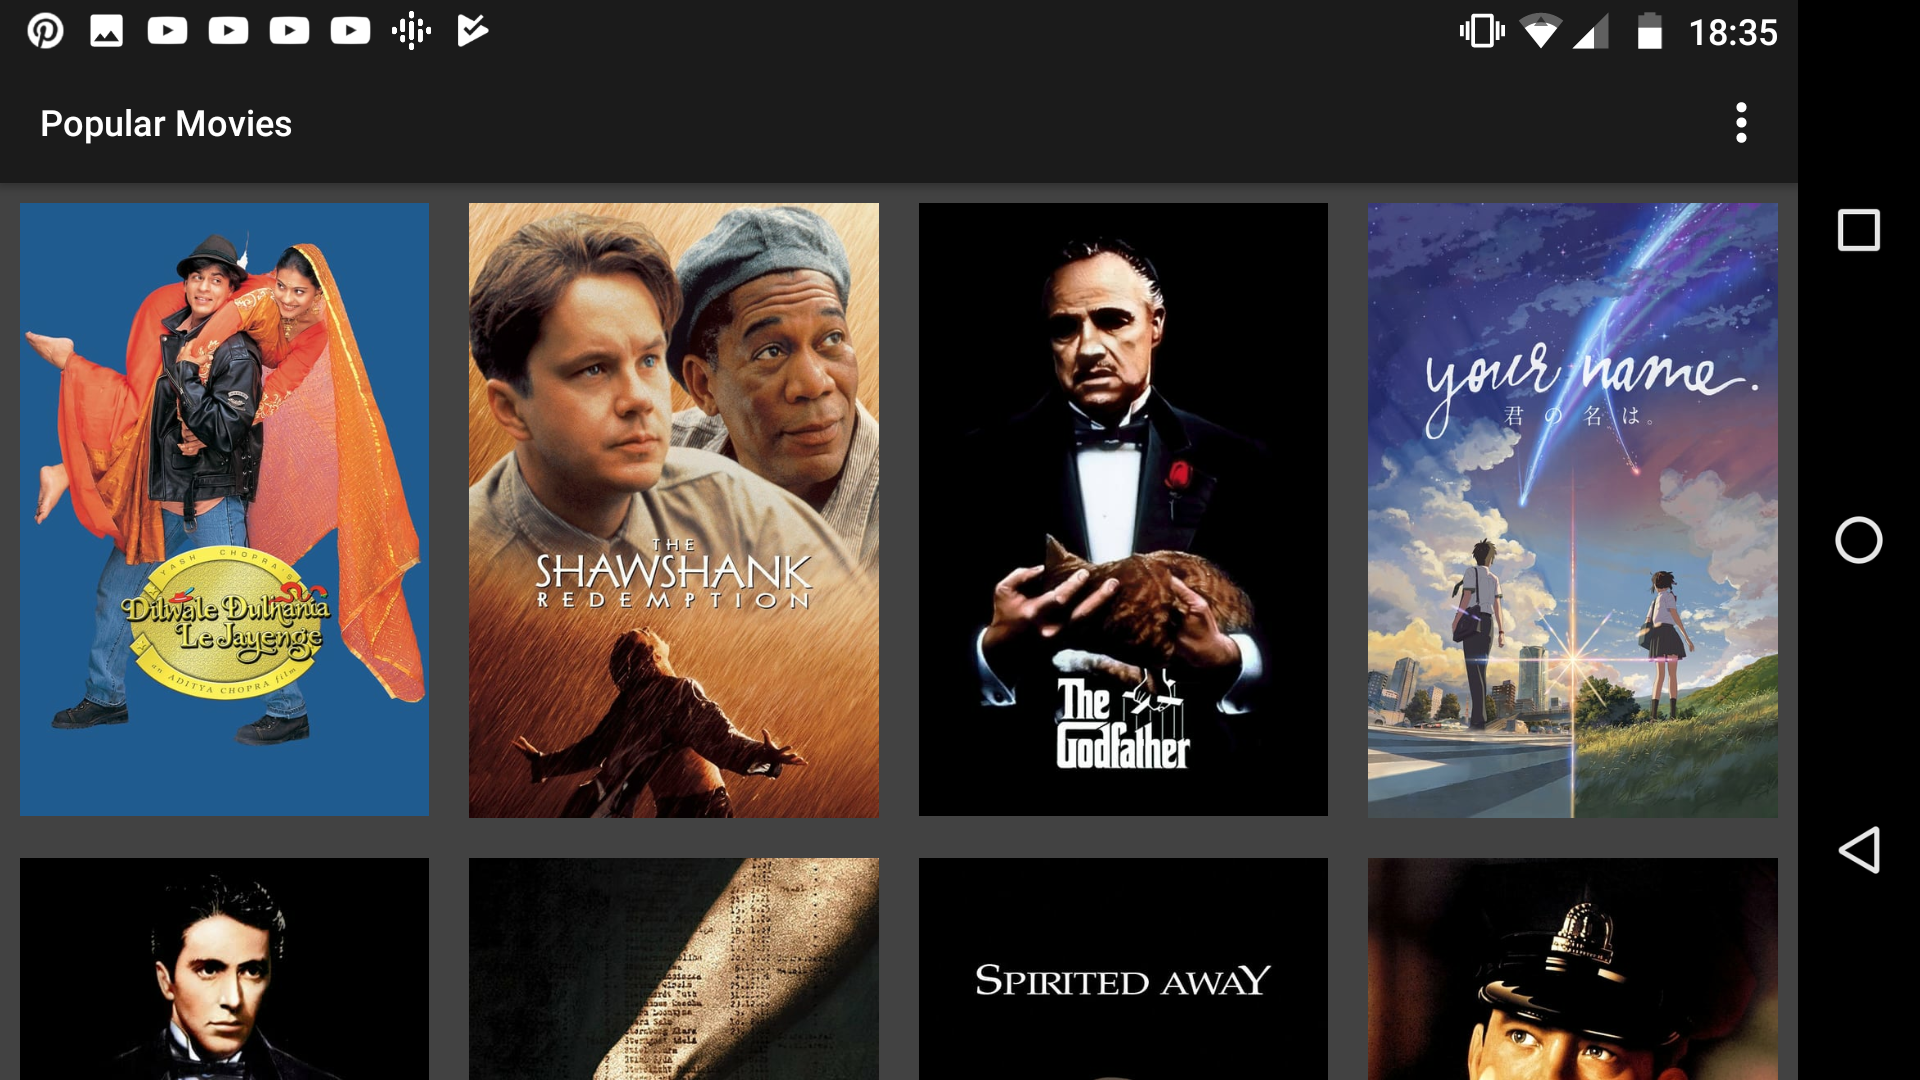 18:35
Popular Movies
YASH CHOPRA'S
Dilwale Dulhania
Le Jayenge
an ADITYA CHOPRA film
THE
SHAWSHANK
REDEMPTION
The
Godfather
your name.
君の名は。
SPIRITED AWAY